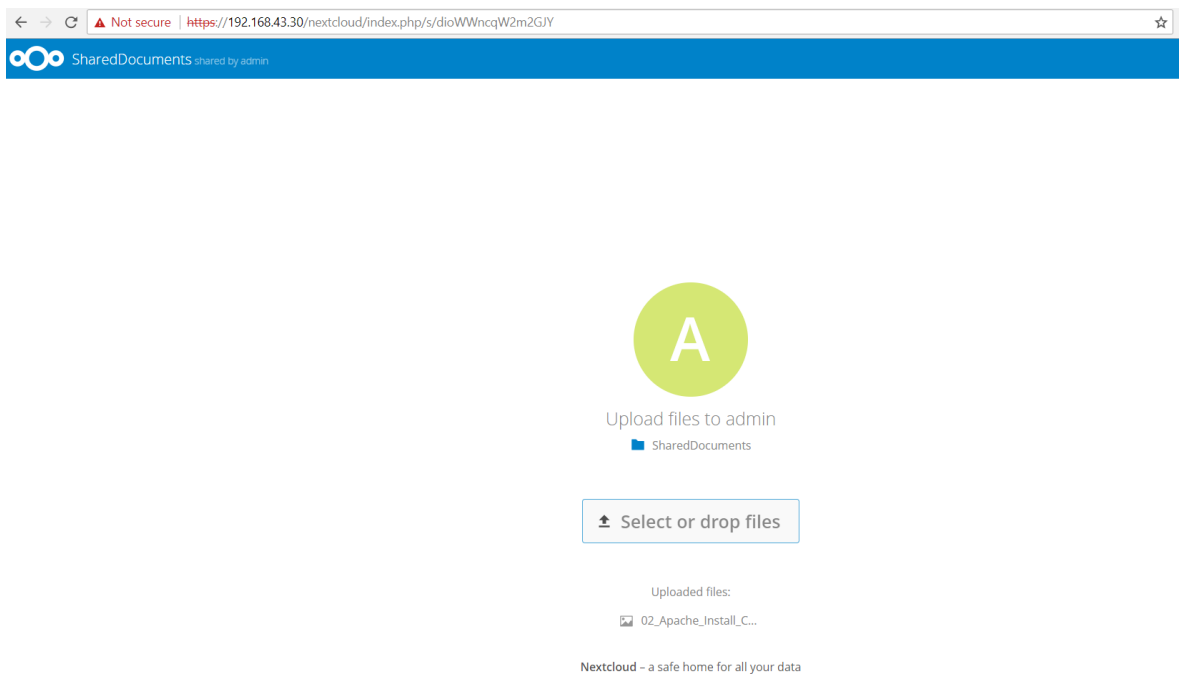 Not secure | https://192.168.43.30/nextcloud/index.php/s/dioWWncqW2m2GJY
SharedDocuments shared by admin
A
Upload files to admin
SharedDocuments
Select or drop files
Uploaded files:
02_Apache_Install_C...
Nextcloud – a safe home for all your data